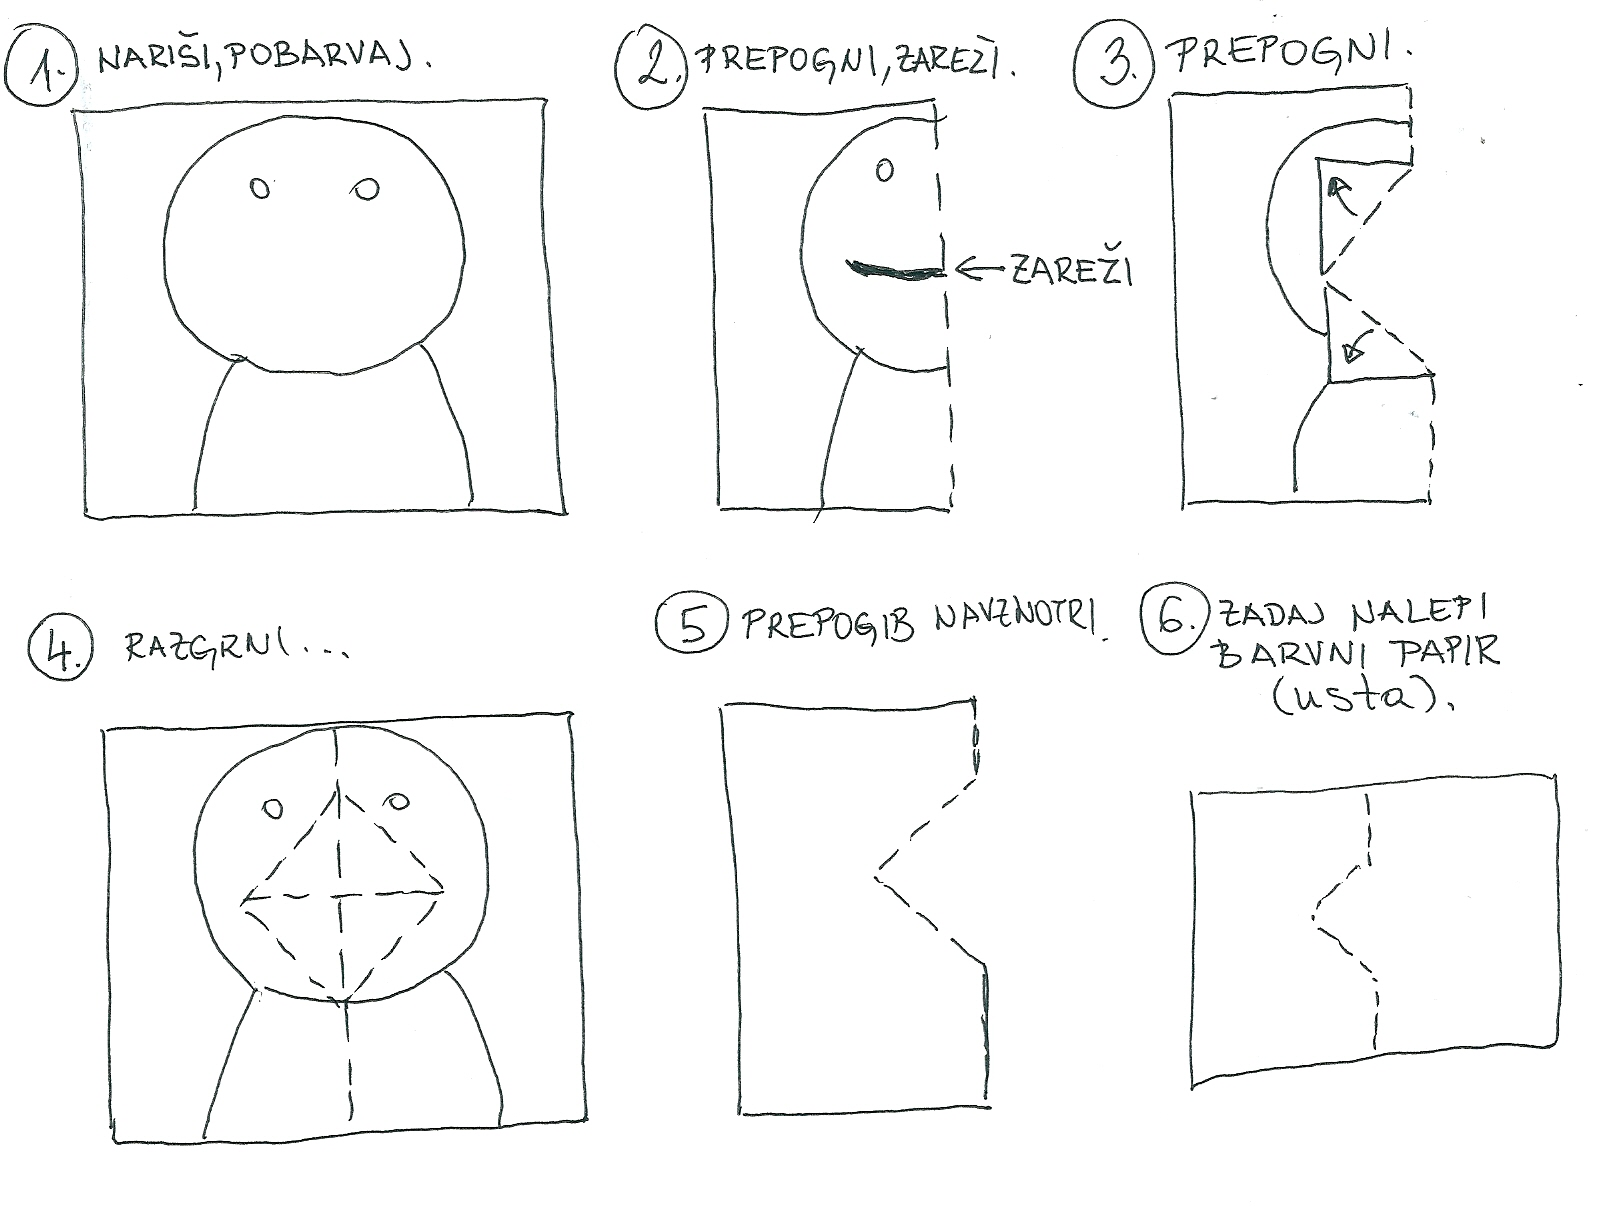 1. NARIŠI, POBARVAJ.
2. PREPOGNI, ZAREŽI.
3. PREPOGNI.
← ZAREŽI
4. RAZGRNI...
5 PREPOGIB NAVZNOTRI.
6. ZADAJ NALEPI
BARVNI PAPIR
(usta).